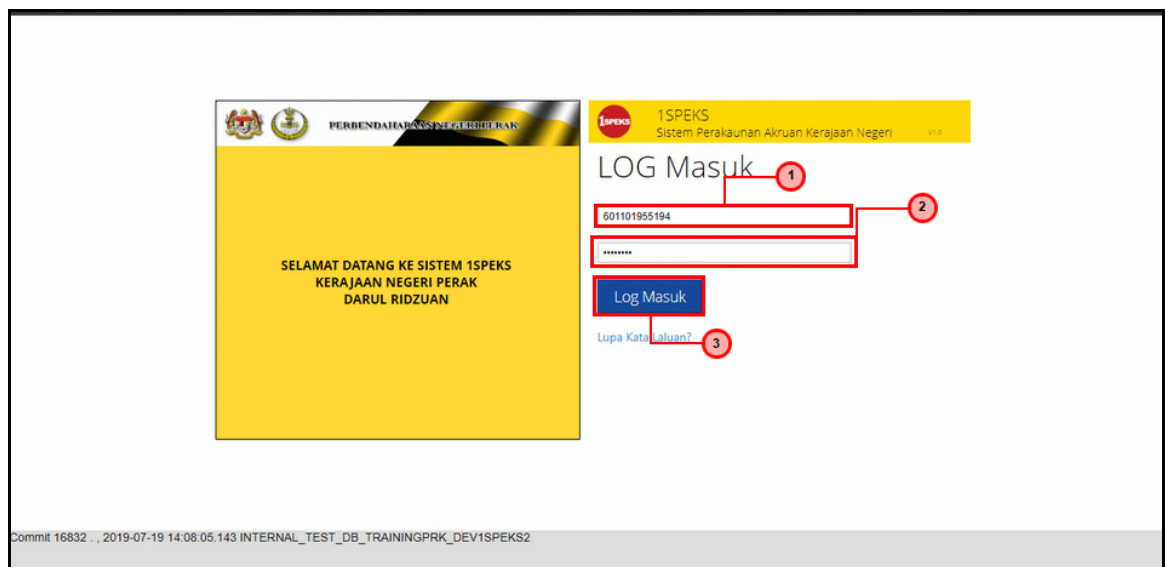 PERBENDAHARAAN NEGERI PERAK
SELAMAT DATANG KE SISTEM 1SPEKS
KERAJAAN NEGERI PERAK
DARUL RIDZUAN
1SPEKS
1SPEKS
Sistem Perakaunan Akruan Kerajaan Negeri V1.0
LOG Masuk
1
601101955194
2
••••••••
Log Masuk
Lupa Kata Laluan?
3
Commit 16832 . , 2019-07-19 14:08:05.143 INTERNAL_TEST_DB_TRAININGPRK_DEV1SPEKS2